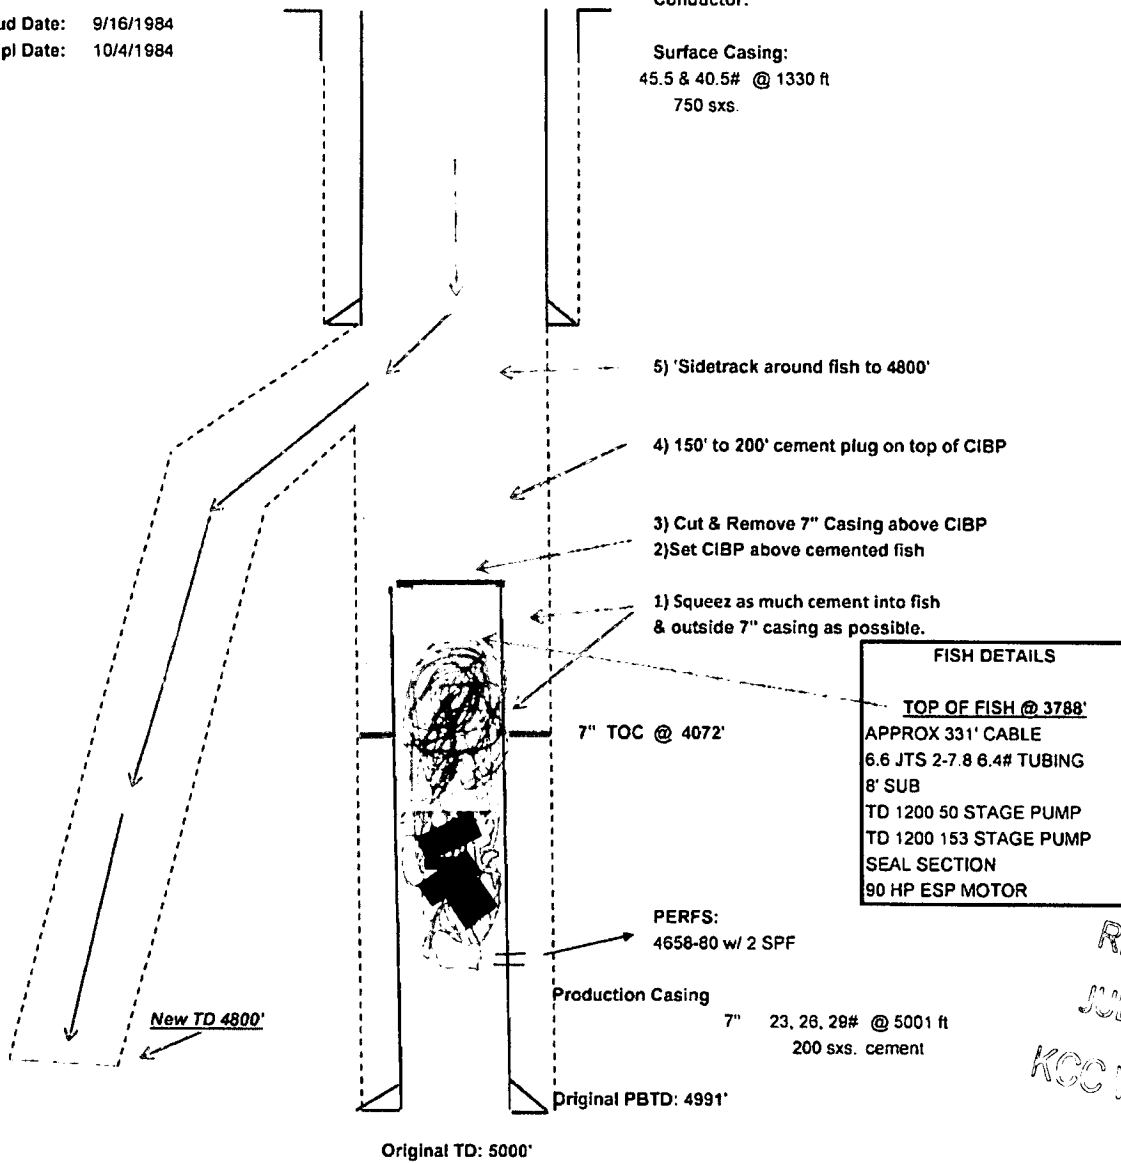 Conductor:
ud Date: 9/16/1984
pl Date: 10/4/1984
Surface Casing:
45.5 & 40.5# @ 1330 ft
750 sxs.
5) 'Sidetrack around fish to 4800'
4) 150' to 200' cement plug on top of CIBP
3) Cut & Remove 7" Casing above CIBP
2)Set CIBP above cemented fish
1) Squeez as much cement into fish
& outside 7" casing as possible.
FISH DETAILS
TOP OF FISH @ 3788'
APPROX 331' CABLE
6.6 JTS 2-7.8 6.4# TUBING
8' SUB
TD 1200 50 STAGE PUMP
TD 1200 153 STAGE PUMP
SEAL SECTION
90 HP ESP MOTOR
7" TOC @ 4072'
PERFS:
4658-80 w/ 2 SPF
Production Casing
7" 23, 26, 29# @ 5001 ft
200 sxs. cement
New TD 4800'
Original PBTD: 4991'
Original TD: 5000'
KCC